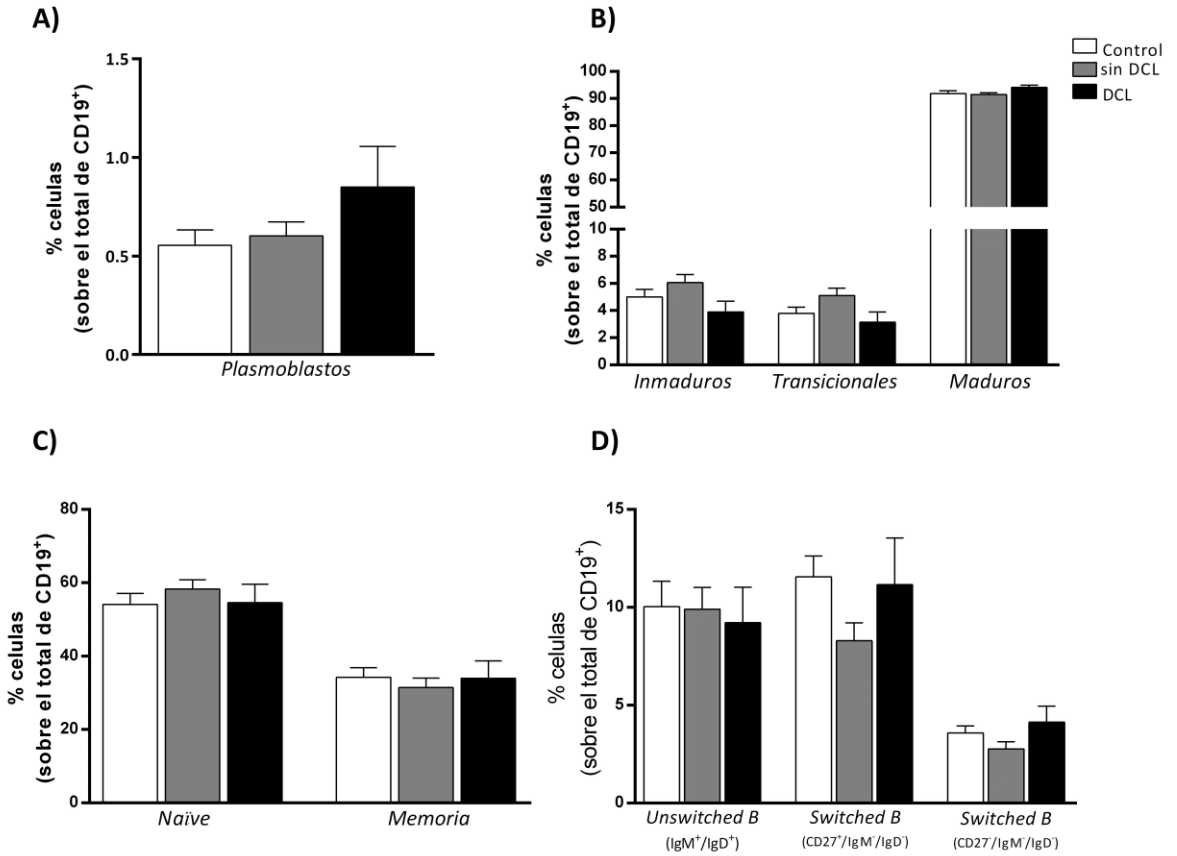 A)
% celulas
(sobre el total de CD19⁺)
1.5
1.0
0.5
0.0
Plasmoblastos
B)
Control
sin DCL
DCL
% celulas
(sobre el total de CD19⁺)
100
90
80
70
60
50
10
8
6
4
2
0
Inmaduros
Transicionales
Maduros
C)
% celulas
(sobre el total de CD19⁺)
80
60
40
20
0
Naïve
Memoria
D)
% celulas
(sobre el total de CD19⁺)
15
10
5
0
Unswitched B
(IgM⁺/IgD⁺)
Switched B
(CD27⁺/IgM⁻/IgD⁻)
Switched B
(CD27⁻/IgM⁻/IgD⁻)